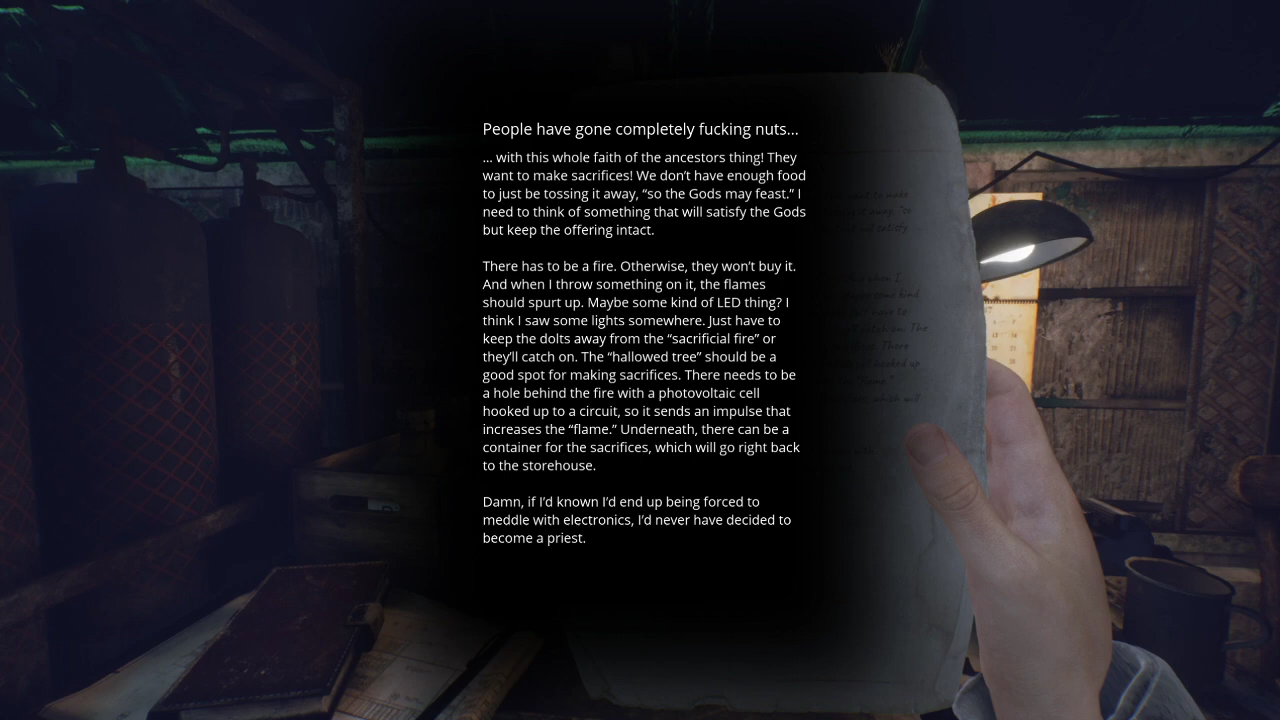 People have gone completely fucking nuts...
... with this whole faith of the ancestors thing! They
want to make sacrifices! We don’t have enough food
to just be tossing it away, “so the Gods may feast.” I
need to think of something that will satisfy the Gods
but keep the offering intact.
There has to be a fire. Otherwise, they won’t buy it.
And when I throw something on it, the flames
should spurt up. Maybe some kind of LED thing? I
think I saw some lights somewhere. Just have to
keep the dolts away from the “sacrificial fire” or
they’ll catch on. The “hallowed tree” should be a
good spot for making sacrifices. There needs to be
a hole behind the fire with a photovoltaic cell
hooked up to a circuit, so it sends an impulse that
increases the “flame.” Underneath, there can be a
container for the sacrifices, which will go right back
to the storehouse.
Damn, if I’d known I’d end up being forced to
meddle with electronics, I’d never have decided to
become a priest.